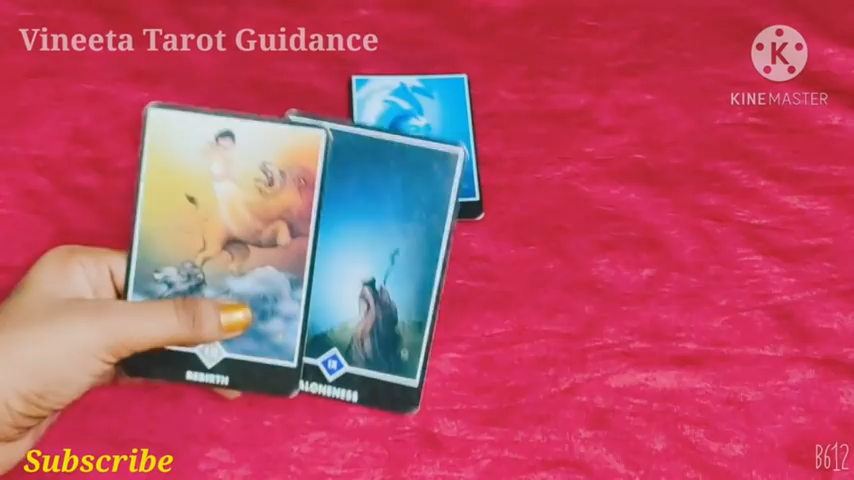 Vineeta Tarot Guidance
KINEMASTER
REBIRTH
ALONENESS
Subscribe
B612